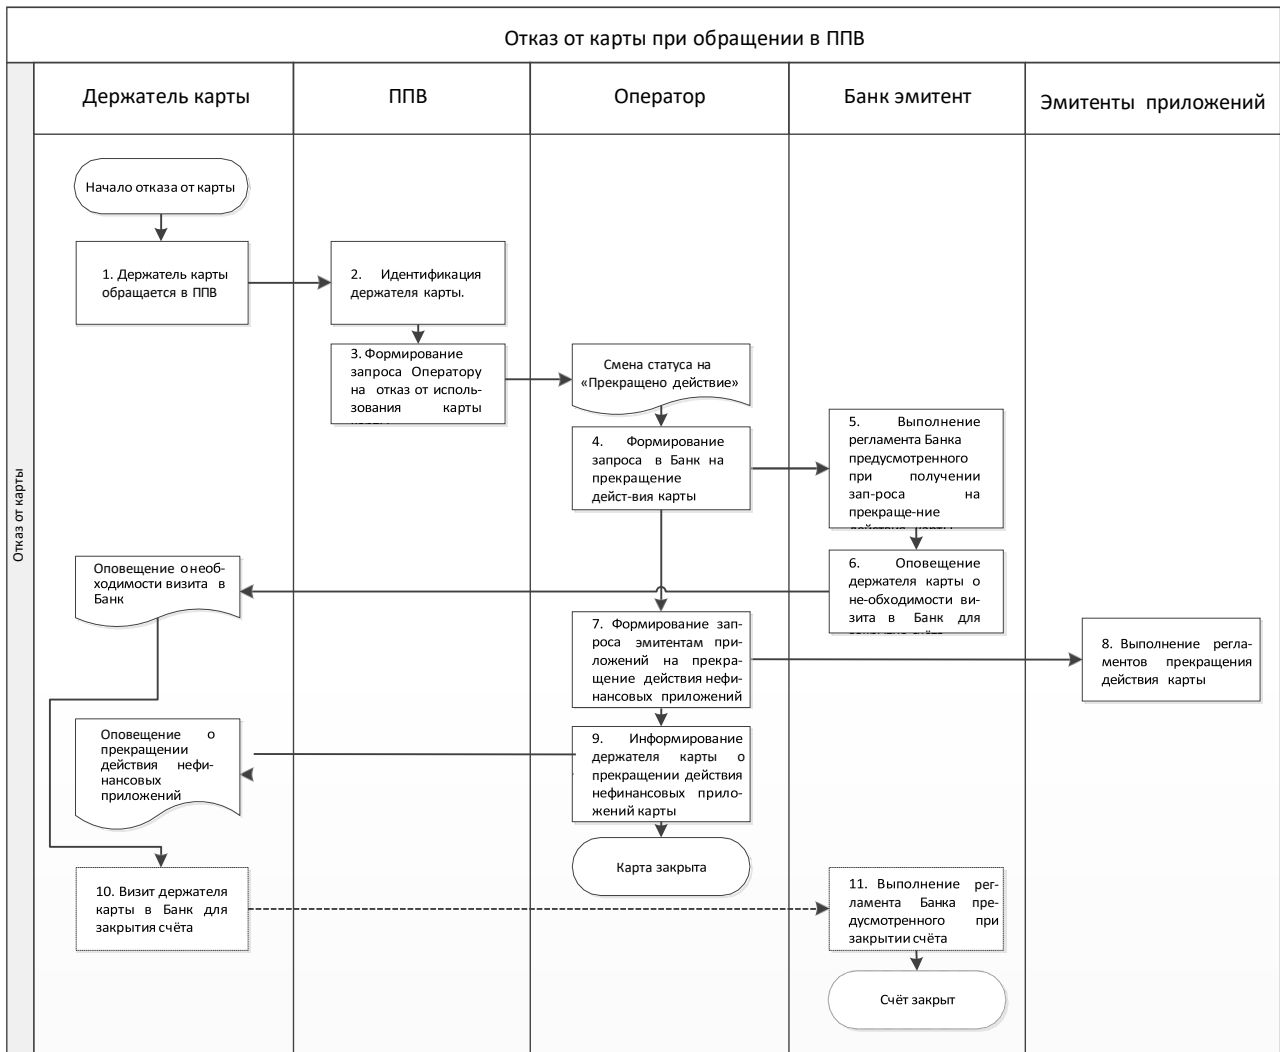 Отказ от карты при обращении в ППВ
Держатель карты
ППВ
Оператор
Банк эмитент
Эмитенты приложений
Отказ от карты
Начало отказа от карты
1. Держатель карты
обращается в ППВ
2. Идентификация
держателя карты.
3. Формирование
запроса Оператору
на отказ от исполь-
зования карты
Смена статуса на
«Прекращено действие»
4. Формирование
запроса в Банк на
прекращение
дейст-вия карты
5. Выполнение
регламента Банка
предусмотренного
при получении
зап-роса на
прекраще-ние
действия карты
6. Оповещение
держателя карты о
не-обходимости ви-
зита в Банк для
закрытия счёта
Оповещение о необ-
ходимости визита в
Банк
7. Формирование зап-
роса эмитентам при-
ложений на прекра-
щение действия нефи-
нансовых приложений
8. Выполнение регла-
ментов прекращения
действия карты
Оповещение о
прекращении
действия нефи-
нансовых
приложений
9. Информирование
держателя карты о
прекращении действия
нефинансовых прило-
жений карты
Карта закрыта
10. Визит держателя
карты в Банк для
закрытия счёта
11. Выполнение рег-
ламента Банка пре-
дусмотренного при
закрытии счёта
Счёт закрыт